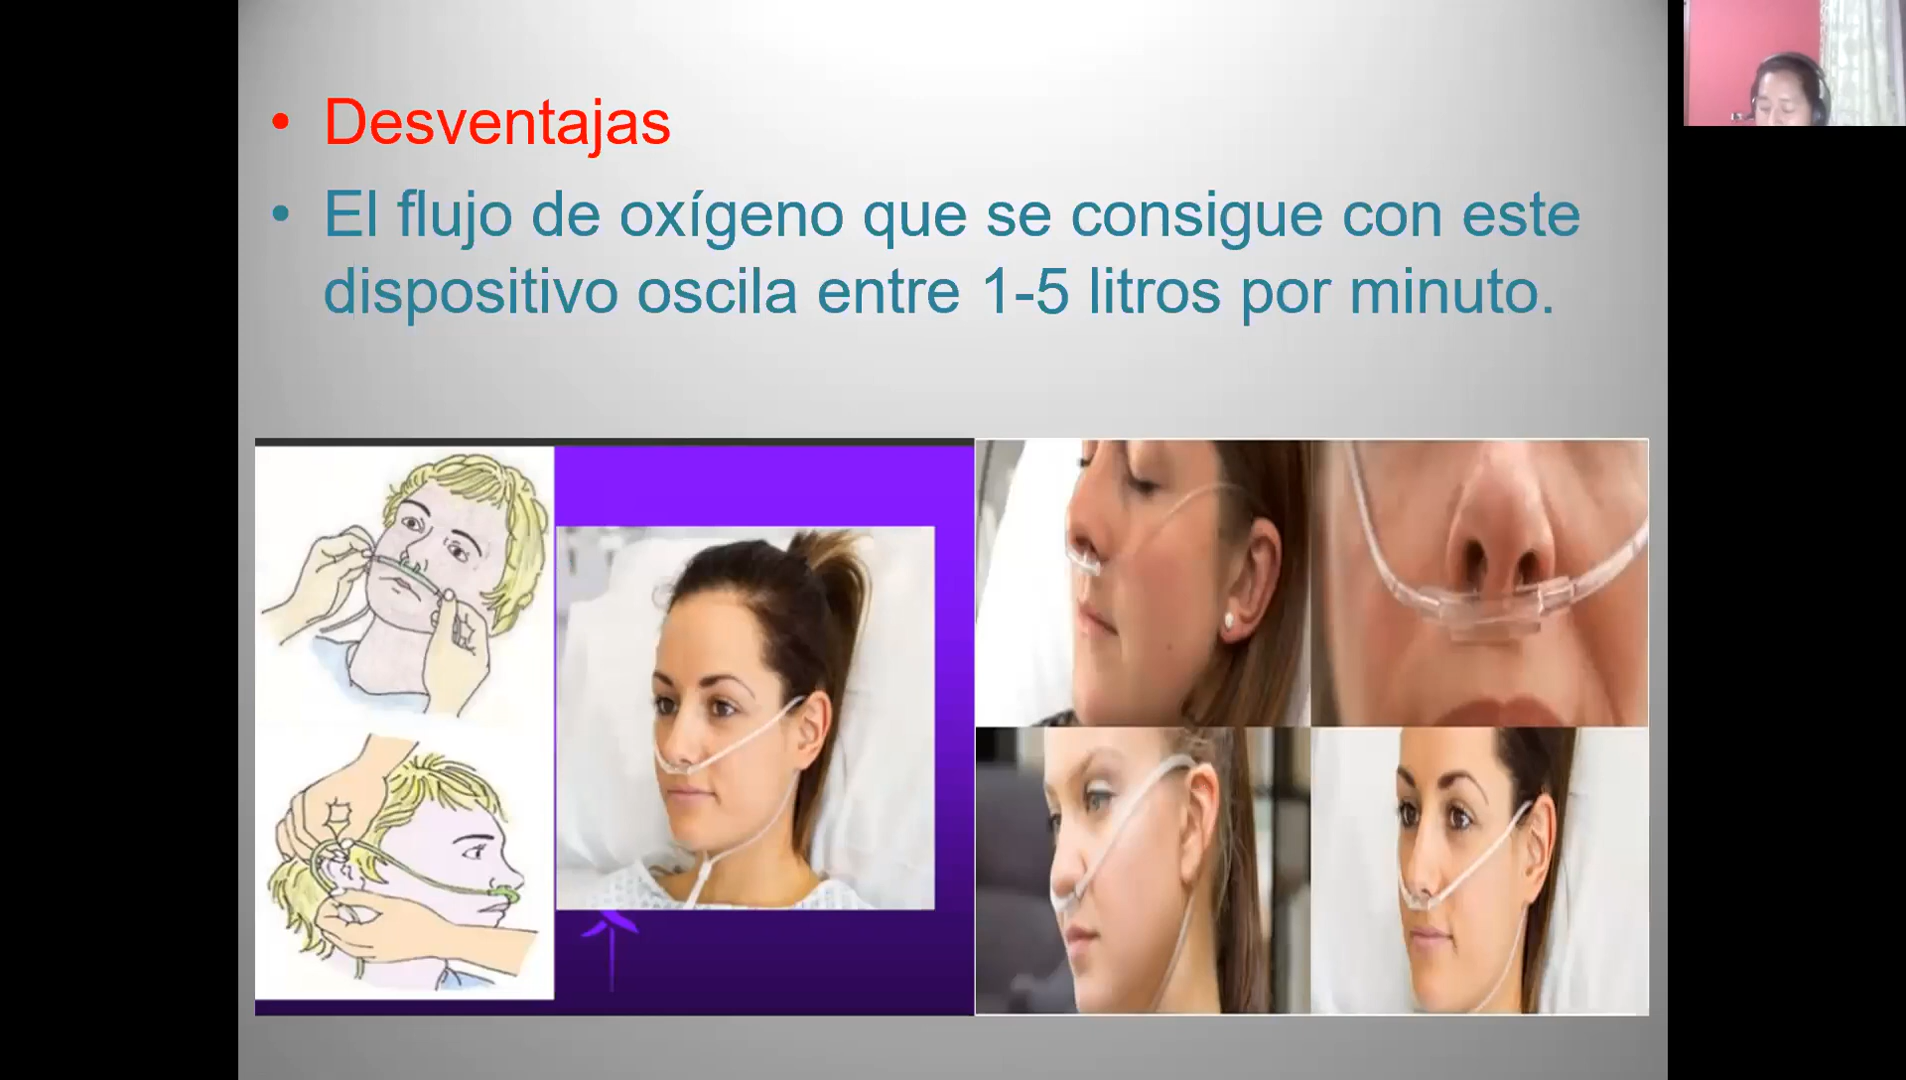 • Desventajas
• El flujo de oxígeno que se consigue con este
dispositivo oscila entre 1-5 litros por minuto.